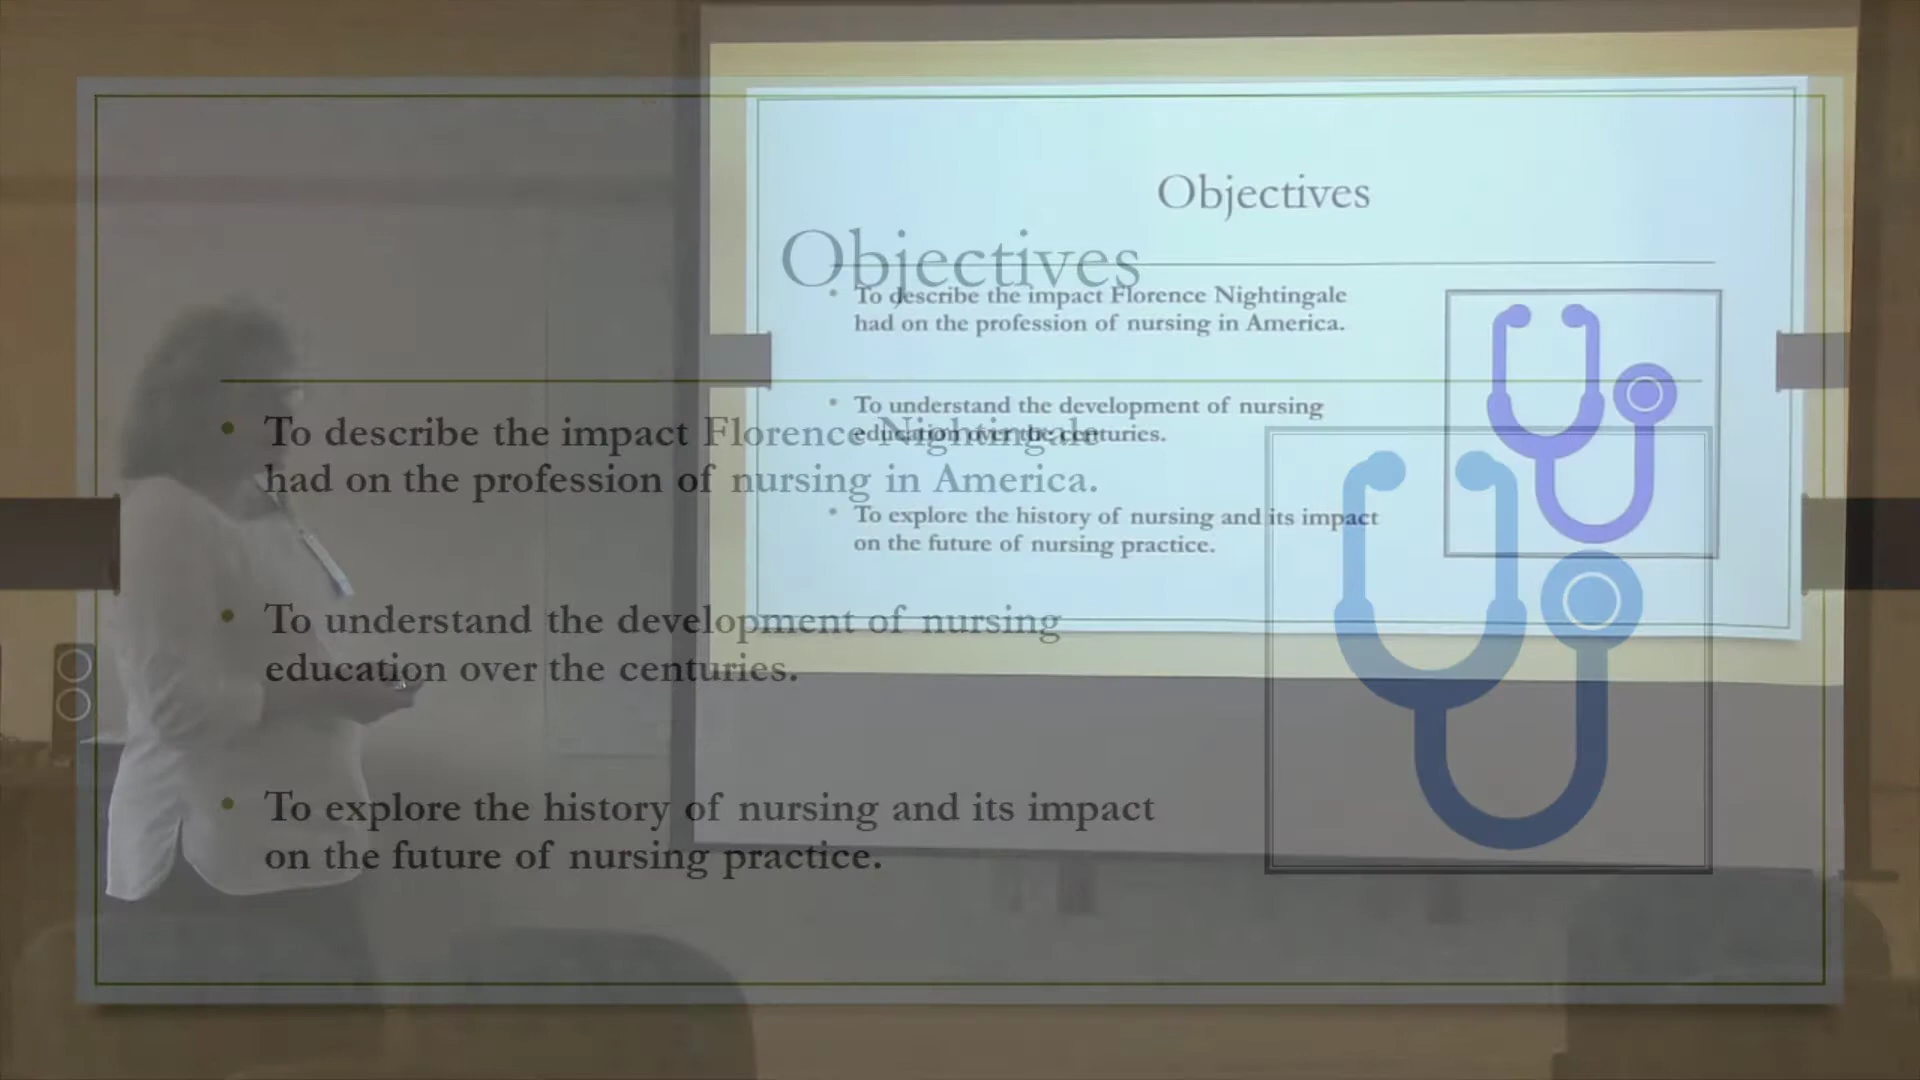 Objectives
• To describe the impact Florence Nightingale
had on the profession of nursing in America.
• To understand the development of nursing
education over the centuries.
• To explore the history of nursing and its impact
on the future of nursing practice.
Objectives
• To describe the impact Florence Nightingale
had on the profession of nursing in America.
• To understand the development of nursing
education over the centuries.
• To explore the history of nursing and its impact
on the future of nursing practice.